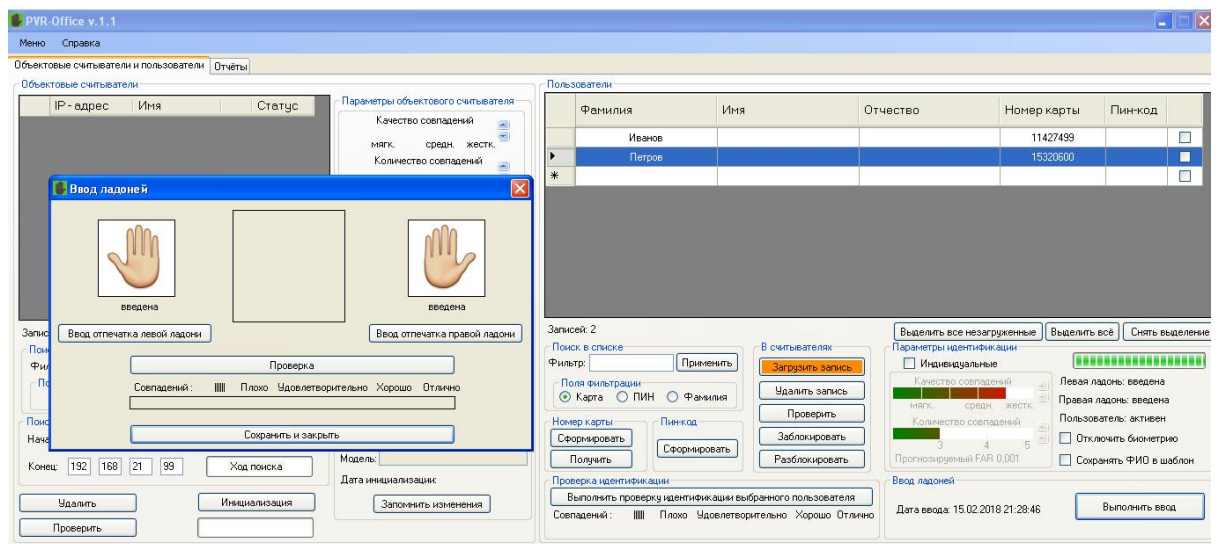 PVR-Office v.1.1
Меню Справка
Объектовые считыватели и пользователи Отчёты
Объектовые считыватели
IP-адрес Имя Статус
Параметры объектового считывателя
Качество совпадений
мягк. средн. жестк.
Количество совпадений
Ввод ладоней
введена введена
Ввод отпечатка левой ладони Ввод отпечатка правой ладони
Проверка
Совпадений: Плохо Удовлетворительно Хорошо Отлично
Сохранить и закрыть
Конец: 192 168 21 99 Ход поиска
Модель:
Дата инициализации:
Удалить Инициализация Запомнить изменения
Проверить
Пользователи
Фамилия Имя Отчество Номер карты Пин-код
Иванов 11427499
Петров 15320600
Записей: 2
Выделить все незагруженные Выделить всё Снять выделение
Поиск в списке
Фильтр: Применить
Поля фильтрации
Карта ПИН Фамилия
Номер карты
Сформировать
Получить
Пин-код
Сформировать
В считывателях
Загрузить запись
Удалить запись
Проверить
Заблокировать
Разблокировать
Параметры идентификации
Индивидуальные
Качество совпадений
мягк. средн. жестк.
Количество совпадений
3 4 5
Прогнозируемый FAR 0,001
Левая ладонь: введена
Правая ладонь: введена
Пользователь: активен
Отключить биометрию
Сохранять ФИО в шаблон
Проверка идентификации
Выполнить проверку идентификации выбранного пользователя
Совпадений: Плохо Удовлетворительно Хорошо Отлично
Ввод ладоней
Дата ввода: 15.02.2018 21:28:46 Выполнить ввод